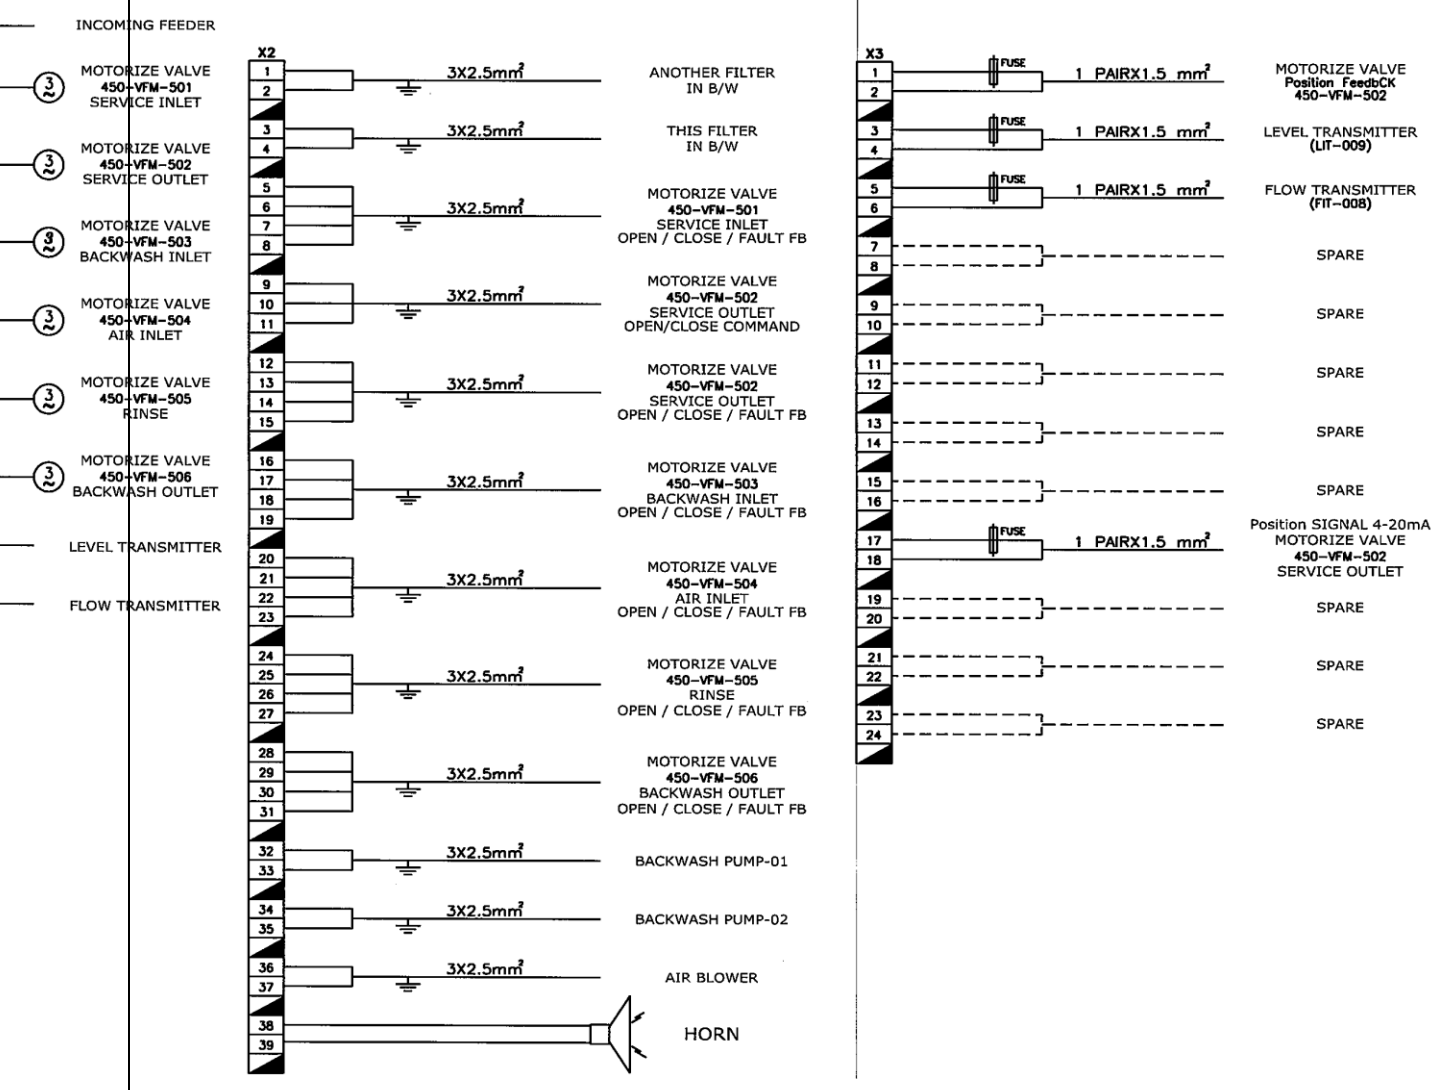 INCOMING FEEDER
3~
MOTORIZE VALVE
450-VFM-501
SERVICE INLET
3~
MOTORIZE VALVE
450-VFM-502
SERVICE OUTLET
3~
MOTORIZE VALVE
450-VFM-503
BACKWASH INLET
3~
MOTORIZE VALVE
450-VFM-504
AIR INLET
3~
MOTORIZE VALVE
450-VFM-505
RINSE
3~
MOTORIZE VALVE
450-VFM-506
BACKWASH OUTLET
LEVEL TRANSMITTER
FLOW TRANSMITTER
X2
1
2
3X2.5mm²
ANOTHER FILTER
IN B/W
3
4
3X2.5mm²
THIS FILTER
IN B/W
5
6
7
8
3X2.5mm²
MOTORIZE VALVE
450-VFM-501
SERVICE INLET
OPEN / CLOSE / FAULT FB
9
10
11
3X2.5mm²
MOTORIZE VALVE
450-VFM-502
SERVICE OUTLET
OPEN/CLOSE COMMAND
12
13
14
15
3X2.5mm²
MOTORIZE VALVE
450-VFM-502
SERVICE OUTLET
OPEN / CLOSE / FAULT FB
16
17
18
19
3X2.5mm²
MOTORIZE VALVE
450-VFM-503
BACKWASH INLET
OPEN / CLOSE / FAULT FB
20
21
22
23
3X2.5mm²
MOTORIZE VALVE
450-VFM-504
AIR INLET
OPEN / CLOSE / FAULT FB
24
25
26
27
3X2.5mm²
MOTORIZE VALVE
450-VFM-505
RINSE
OPEN / CLOSE / FAULT FB
28
29
30
31
3X2.5mm²
MOTORIZE VALVE
450-VFM-506
BACKWASH OUTLET
OPEN / CLOSE / FAULT FB
32
33
3X2.5mm²
BACKWASH PUMP-01
34
35
3X2.5mm²
BACKWASH PUMP-02
36
37
3X2.5mm²
AIR BLOWER
38
39
HORN
X3
1
2
FUSE
1 PAIRX1.5 mm²
MOTORIZE VALVE
Position FeedbCK
450-VFM-502
3
4
FUSE
1 PAIRX1.5 mm²
LEVEL TRANSMITTER
(LIT-009)
5
6
FUSE
1 PAIRX1.5 mm²
FLOW TRANSMITTER
(FIT-008)
7
8
SPARE
9
10
SPARE
11
12
SPARE
13
14
SPARE
15
16
SPARE
17
18
FUSE
1 PAIRX1.5 mm²
Position SIGNAL 4-20mA
MOTORIZE VALVE
450-VFM-502
SERVICE OUTLET
19
20
SPARE
21
22
SPARE
23
24
SPARE